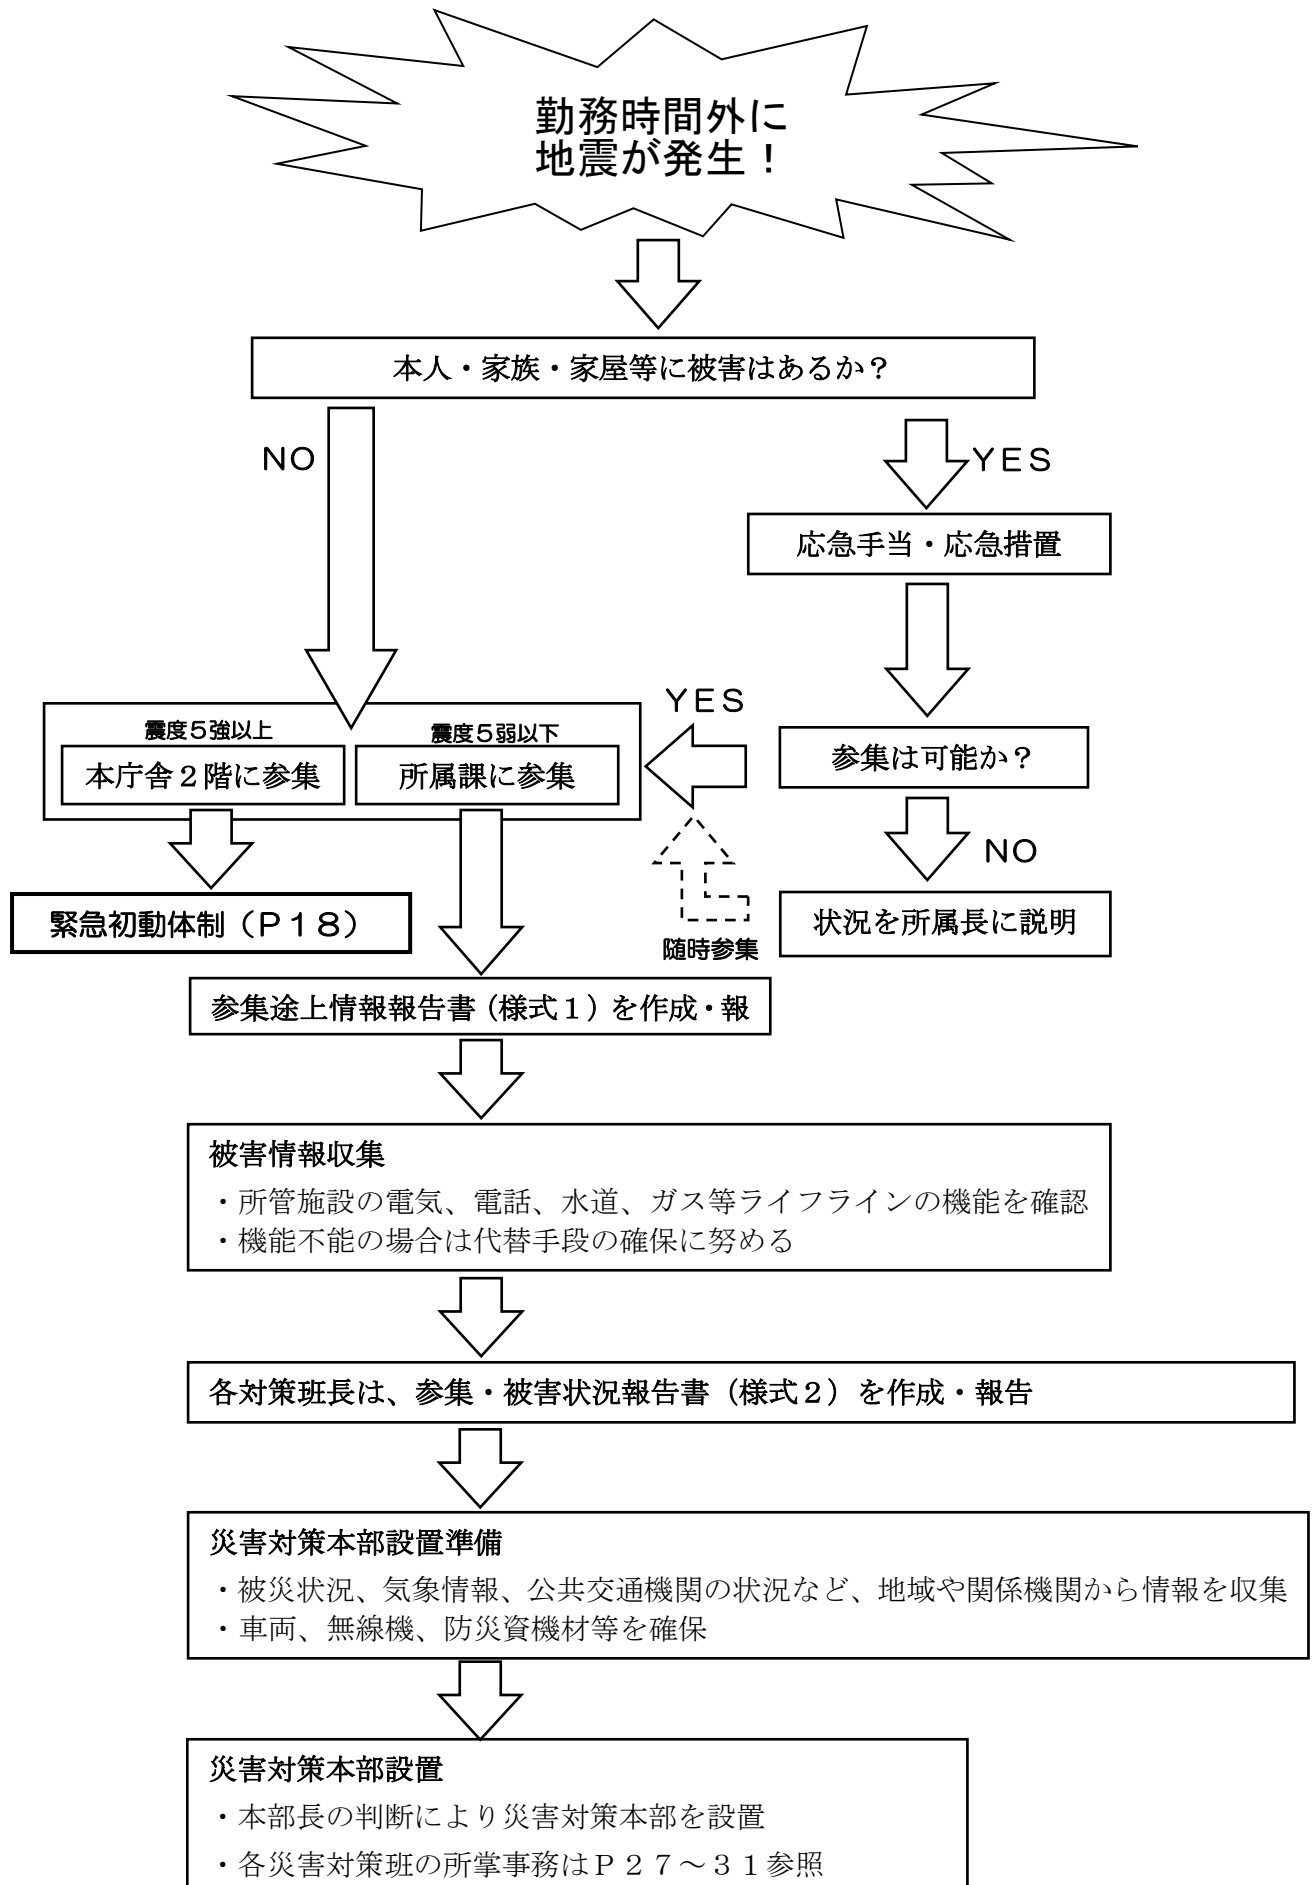 勤務時間外に
地震が発生！
本人・家族・家屋等に被害はあるか？
NO
YES
応急手当・応急措置
YES
参集は可能か？
震度５強以上
震度５弱以下
本庁舎２階に参集
所属課に参集
NO
緊急初動体制（Ｐ１８）
随時参集
状況を所属長に説明
参集途上情報報告書（様式１）を作成・報
被害情報収集
・所管施設の電気、電話、水道、ガス等ライフラインの機能を確認
・機能不能の場合は代替手段の確保に努める
各対策班長は、参集・被害状況報告書（様式２）を作成・報告
災害対策本部設置準備
・被災状況、気象情報、公共交通機関の状況など、地域や関係機関から情報を収集
・車両、無線機、防災資機材等を確保
災害対策本部設置
・本部長の判断により災害対策本部を設置
・各災害対策班の所掌事務はＰ２７～３１参照